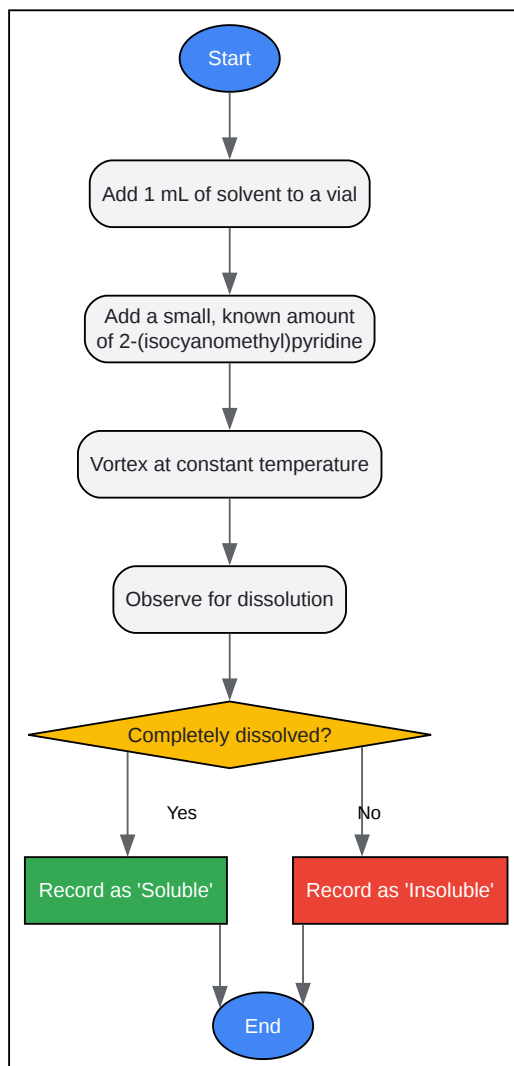 Start
Add 1 mL of solvent to a vial
Add a small, known amount
of 2-(isocyanomethyl)pyridine
Vortex at constant temperature
Observe for dissolution
Completely dissolved?
Yes
No
Record as 'Soluble'
Record as 'Insoluble'
End